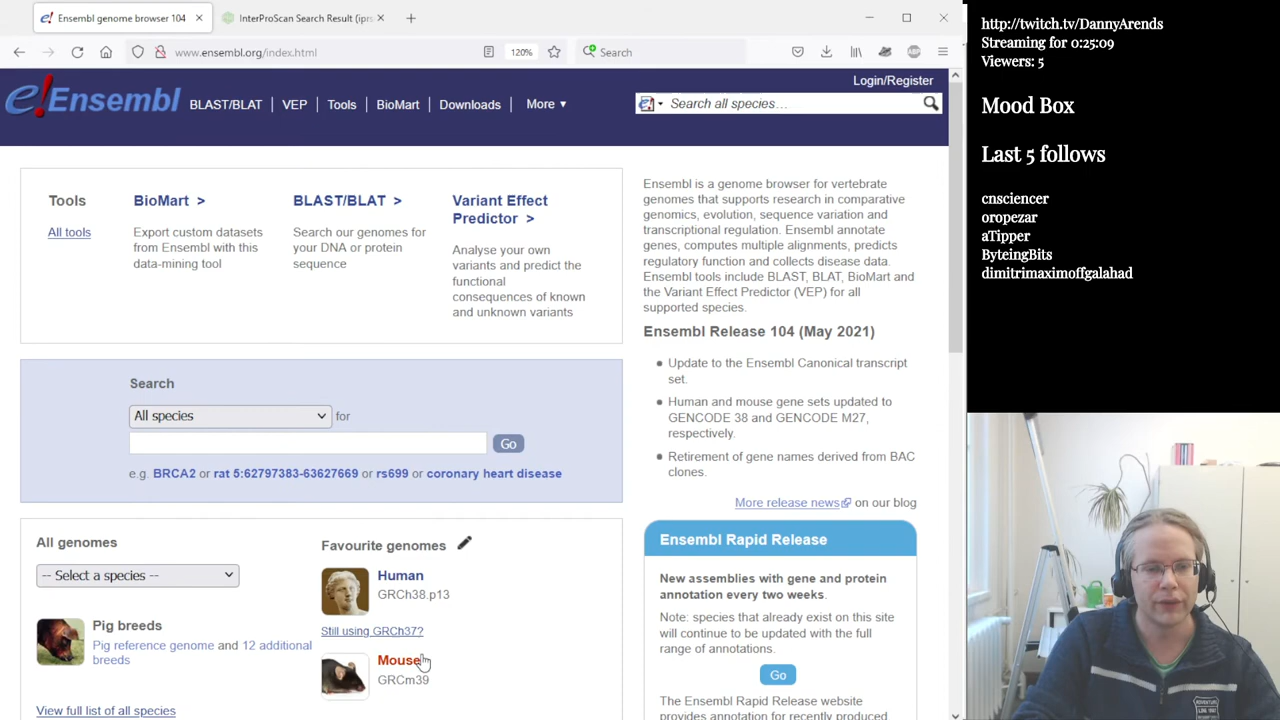 Ensembl genome browser 104
InterProScan Search Result (iprs
www.ensembl.org/index.html
120%
Search
Login/Register
e!Ensembl
BLAST/BLAT
VEP
Tools
BioMart
Downloads
More
Search all species…
Tools
All tools
BioMart >
Export custom datasets
from Ensembl with this
data-mining tool
BLAST/BLAT >
Search our genomes for
your DNA or protein
sequence
Variant Effect
Predictor >
Analyse your own
variants and predict the
functional
consequences of known
and unknown variants
Search
All species
for
Go
e.g. BRCA2 or rat 5:62797383-63627669 or rs699 or coronary heart disease
All genomes
-- Select a species --
Pig breeds
Pig reference genome and 12 additional
breeds
View full list of all species
Favourite genomes
Human
GRCh38.p13
Still using GRCh37?
Mouse
GRCm39
Ensembl is a genome browser for vertebrate
genomes that supports research in comparative
genomics, evolution, sequence variation and
transcriptional regulation. Ensembl annotate
genes, computes multiple alignments, predicts
regulatory function and collects disease data.
Ensembl tools include BLAST, BLAT, BioMart and
the Variant Effect Predictor (VEP) for all
supported species.
Ensembl Release 104 (May 2021)
Update to the Ensembl Canonical transcript
set.
Human and mouse gene sets updated to
GENCODE 38 and GENCODE M27,
respectively.
Retirement of gene names derived from BAC
clones.
More release news on our blog
Ensembl Rapid Release
New assemblies with gene and protein
annotation every two weeks.
Note: species that already exist on this site
will continue to be updated with the full
range of annotations.
Go
The Ensembl Rapid Release website
provides annotation for recently produced
http://twitch.tv/DannyArends
Streaming for 0:25:09
Viewers: 5
Mood Box
Last 5 follows
cnsciencer
oropezar
aTipper
ByteingBits
dimitrimaximoffgalahad